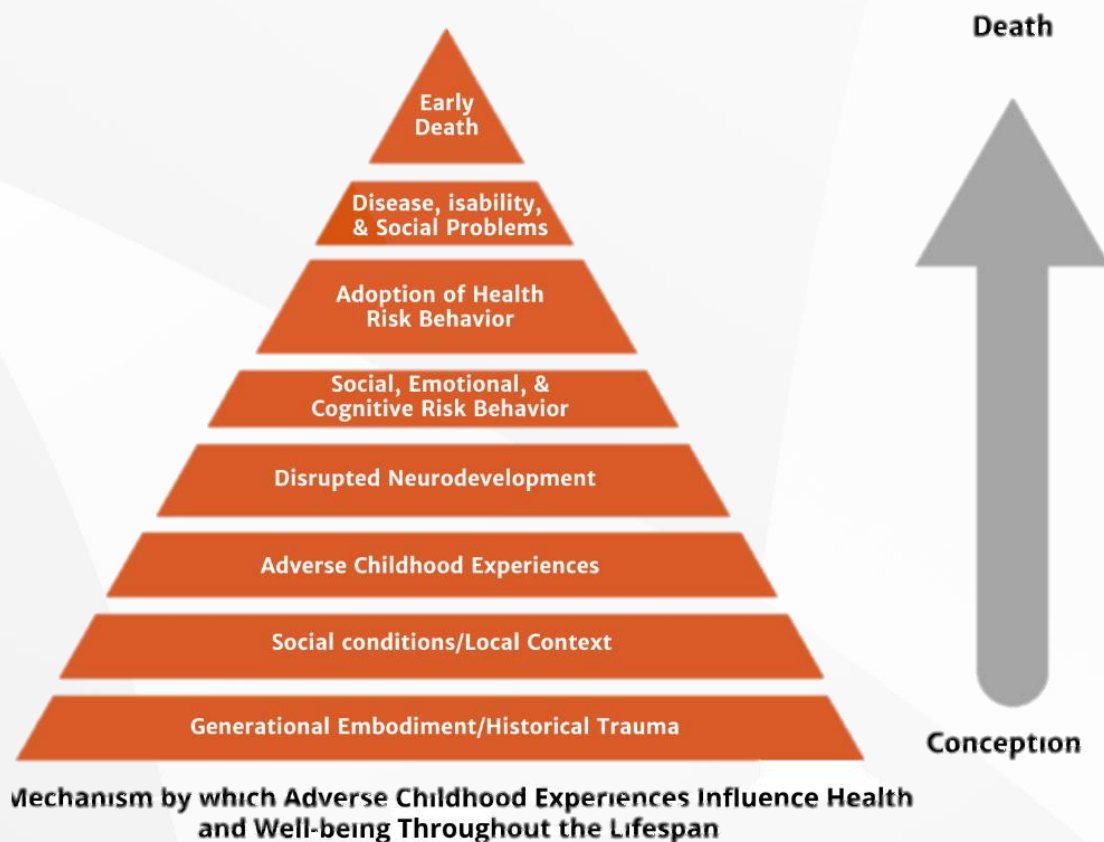 Death
Early
Death
Disease, isability,
& Social Problems
Adoption of Health
Risk Behavior
Social, Emotional, &
Cognitive Risk Behavior
Disrupted Neurodevelopment
Adverse Childhood Experiences
Social conditions/Local Context
Generational Embodiment/Historical Trauma
Conception
Mechanism by which Adverse Childhood Experiences Influence Health
and Well-being Throughout the Lifespan